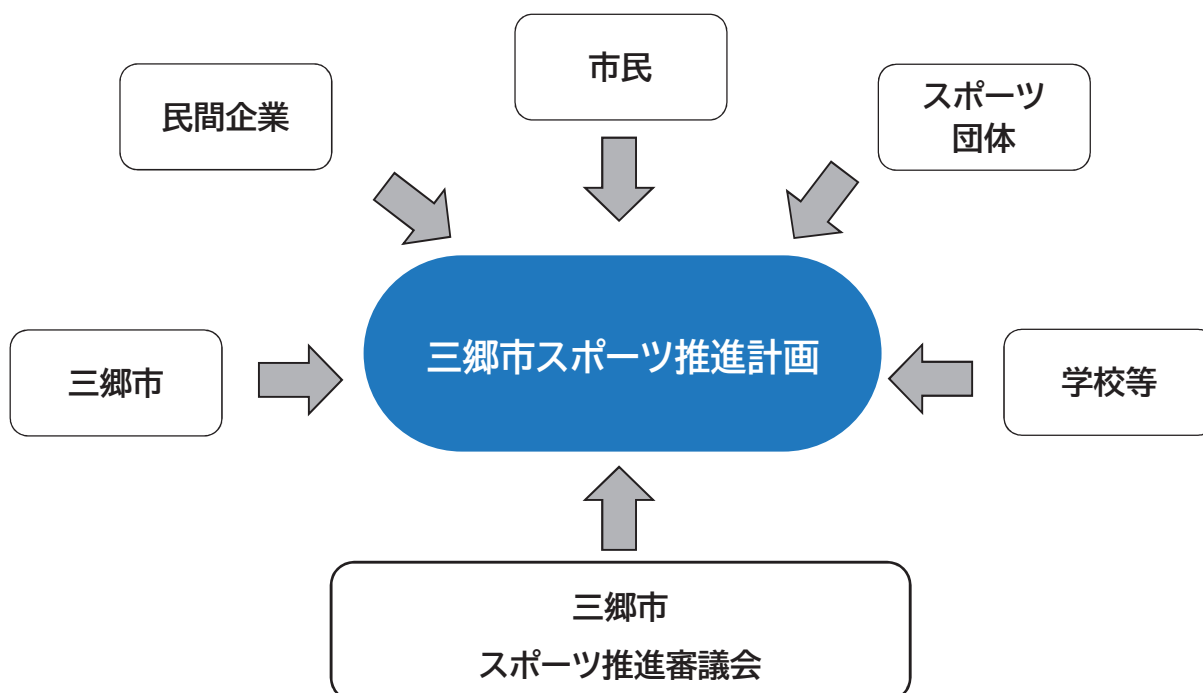 市民
民間企業
スポーツ
団体
三郷市スポーツ推進計画
三郷市
学校等
三郷市
スポーツ推進審議会